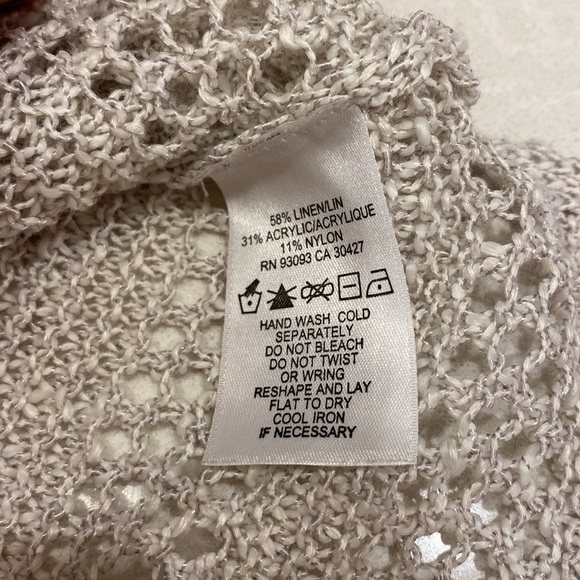 58% LINEN/LIN
31% ACRYLIC/ACRYLIQUE
11% NYLON
RN 93093 CA 30427
HAND WASH COLD
SEPARATELY
DO NOT BLEACH
DO NOT TWIST
OR WRING
RESHAPE AND LAY
FLAT TO DRY
COOL IRON
IF NECESSARY